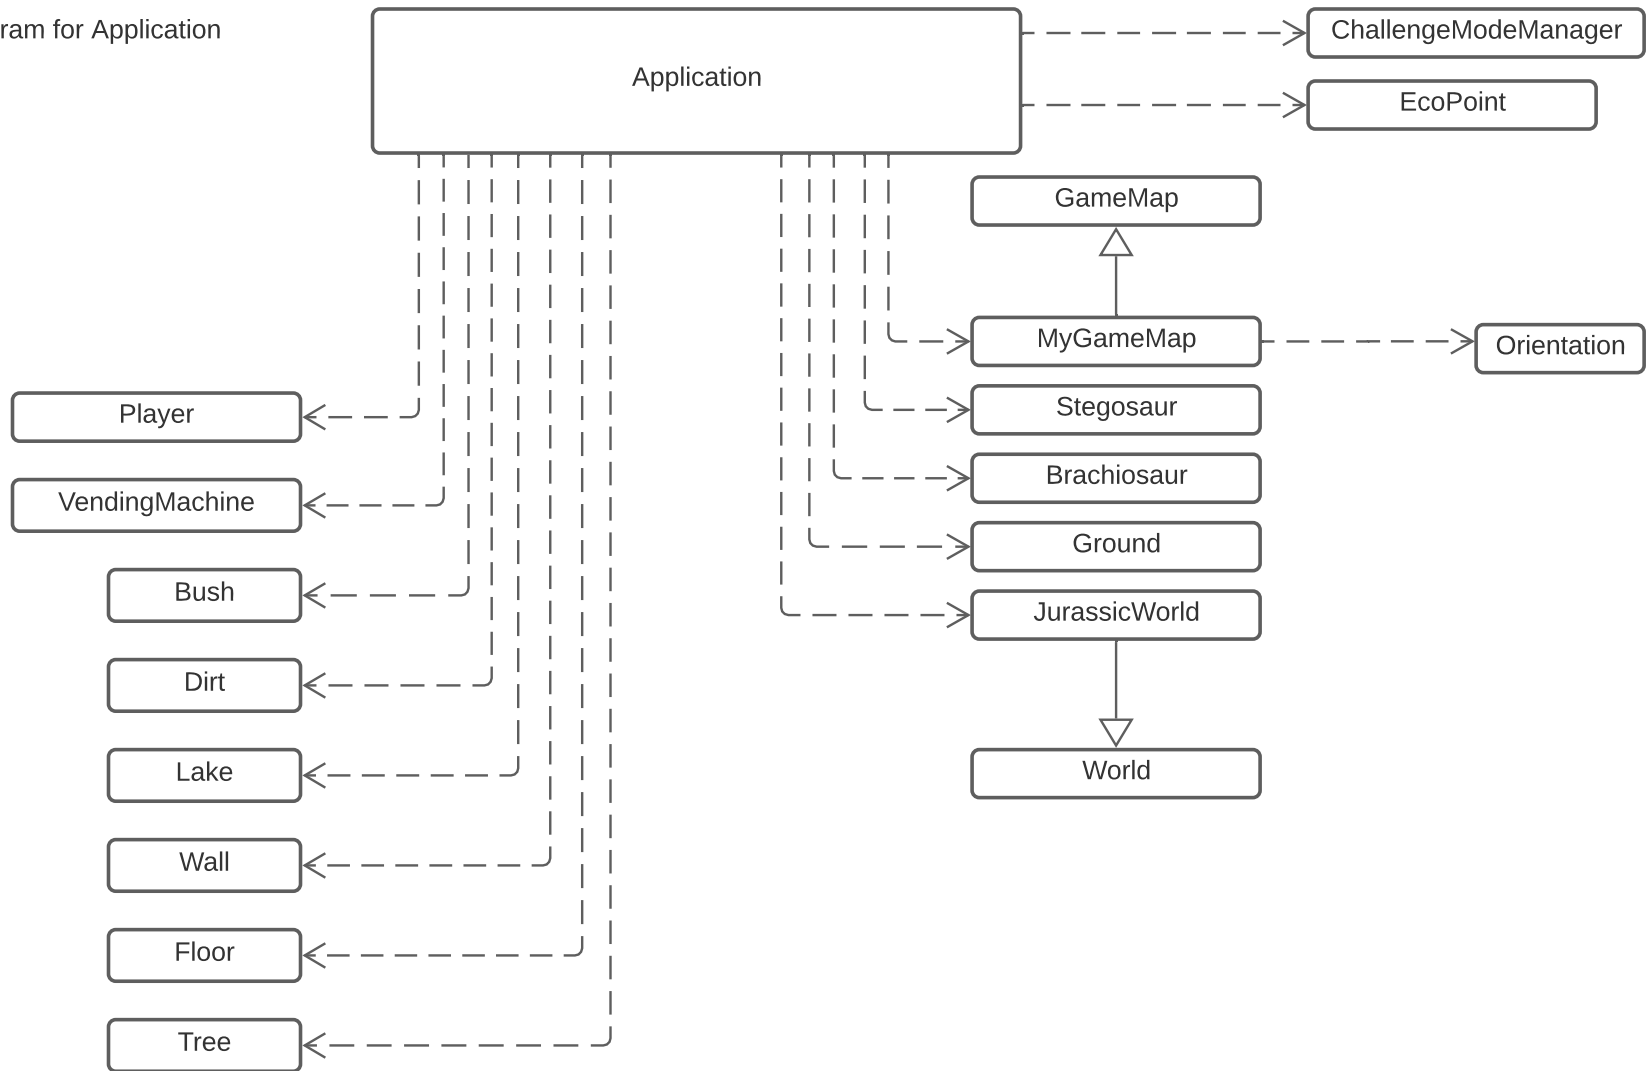 ram for Application
Application
ChallengeModeManager
EcoPoint
GameMap
MyGameMap
Orientation
Stegosaur
Brachiosaur
Ground
JurassicWorld
World
Player
VendingMachine
Bush
Dirt
Lake
Wall
Floor
Tree